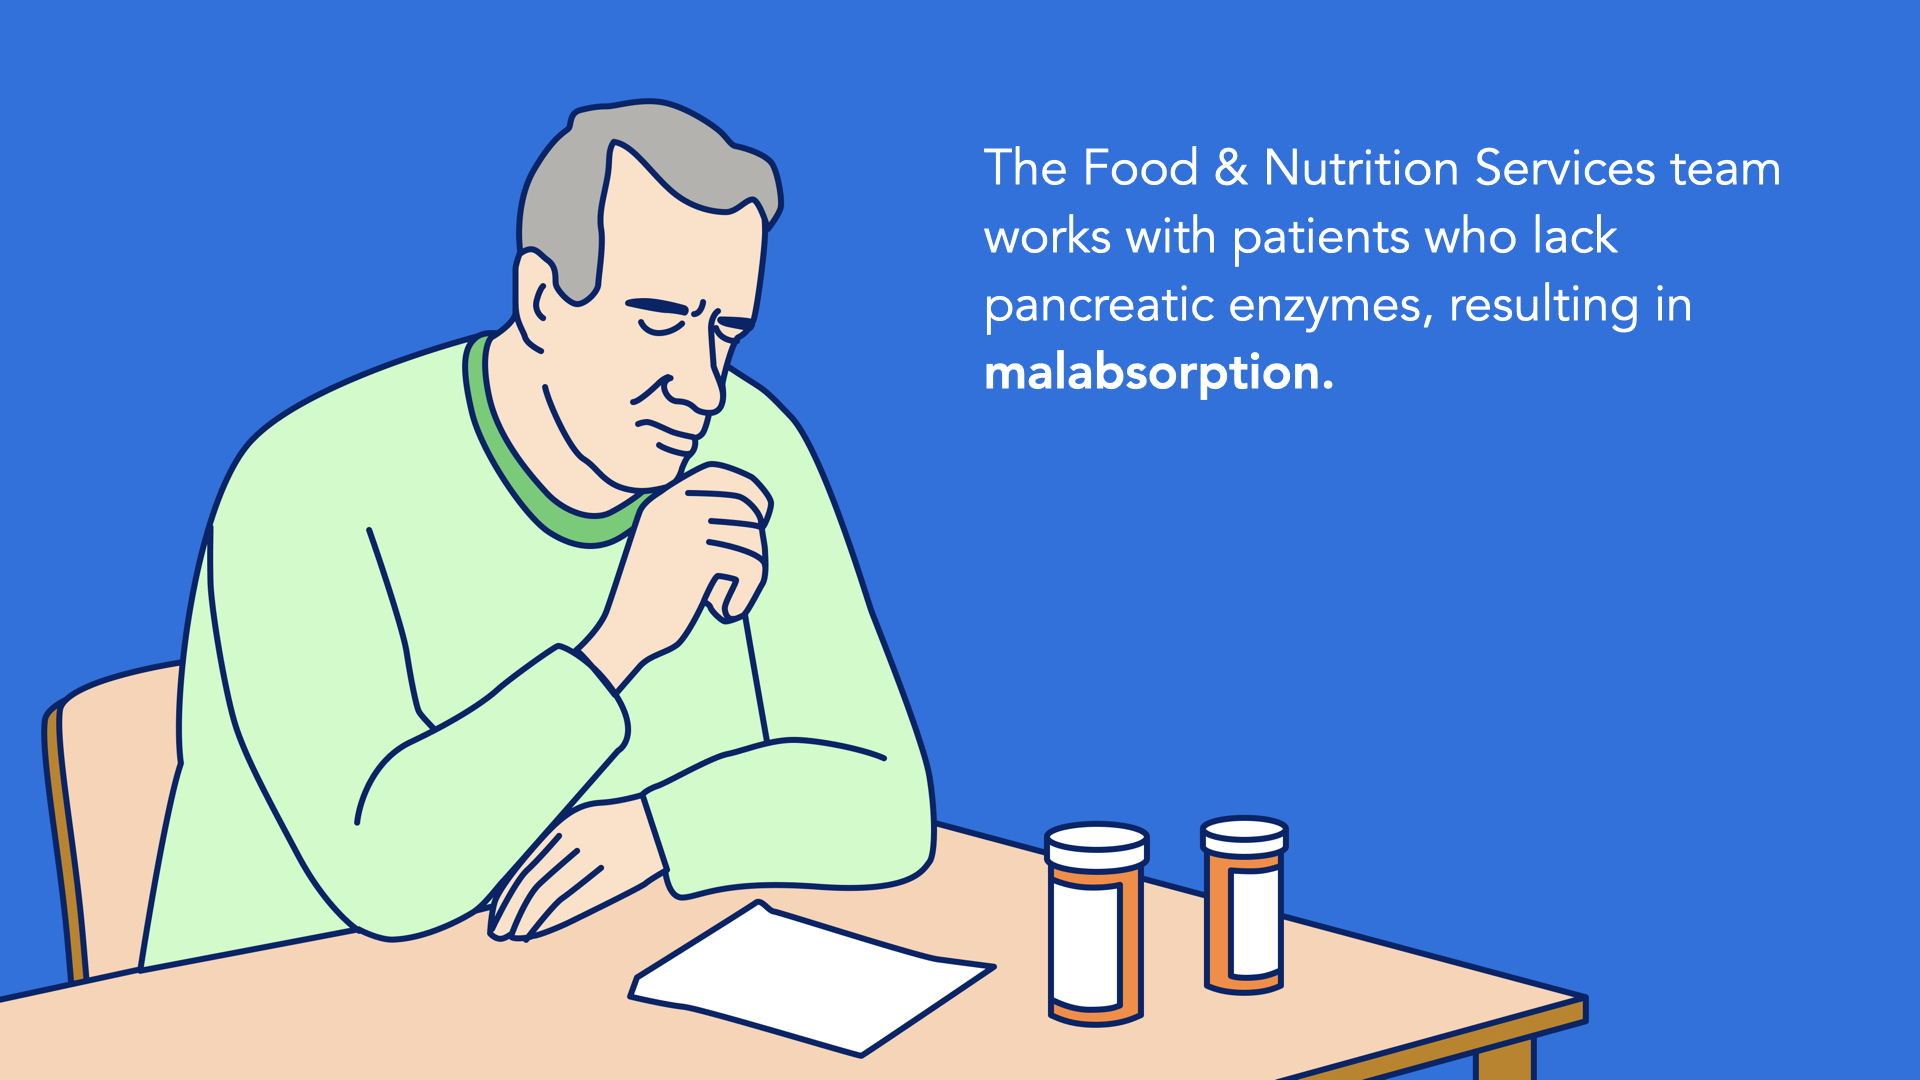 The Food & Nutrition Services team
works with patients who lack
pancreatic enzymes, resulting in
malabsorption.